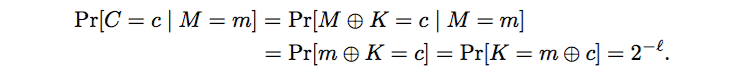 Pr[C = c | M = m] = Pr[M ⊕ K = c | M = m]
= Pr[m ⊕ K = c] = Pr[K = m ⊕ c] = 2^{−ℓ}.